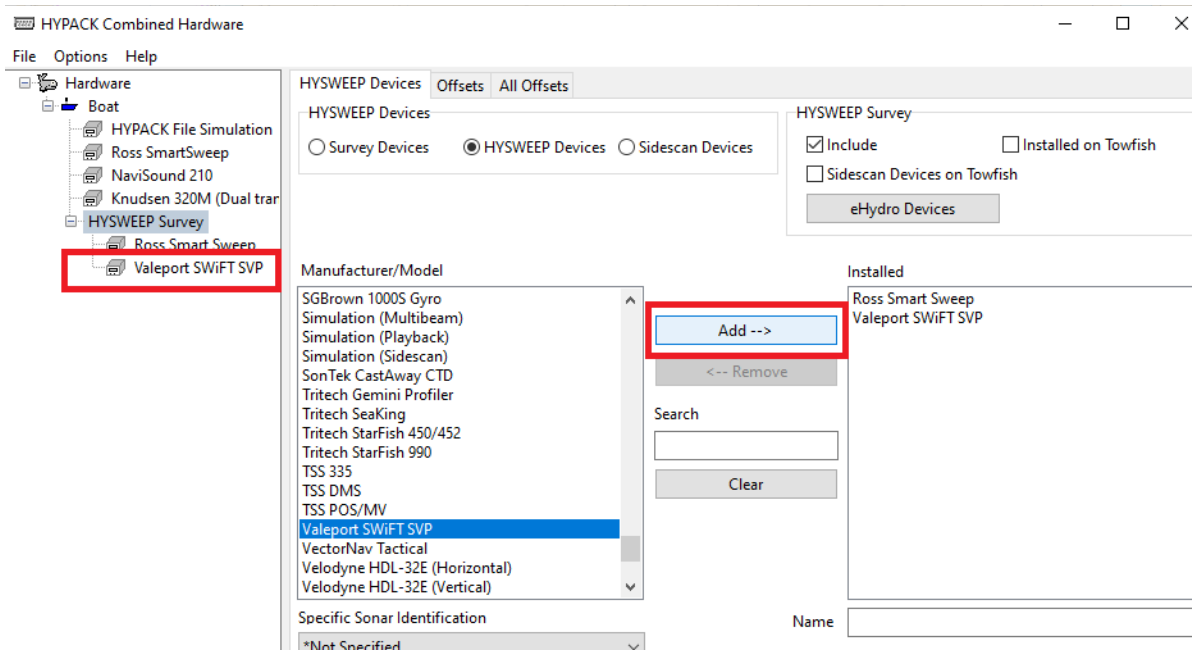 HYPACK Combined Hardware
File Options Help
Hardware
Boat
HYPACK File Simulation
Ross SmartSweep
NaviSound 210
Knudsen 320M (Dual tran
HYSWEEP Survey
Ross Smart Sweep
Valeport SWiFT SVP
HYSWEEP Devices Offsets All Offsets
HYSWEEP Devices
Survey Devices HYSWEEP Devices Sidescan Devices
HYSWEEP Survey
Include Installed on Towfish
Sidescan Devices on Towfish
eHydro Devices
Manufacturer/Model
SGBrown 1000S Gyro
Simulation (Multibeam)
Simulation (Playback)
Simulation (Sidescan)
SonTek CastAway CTD
Tritech Gemini Profiler
Tritech SeaKing
Tritech StarFish 450/452
Tritech StarFish 990
TSS 335
TSS DMS
TSS POS/MV
Valeport SWiFT SVP
VectorNav Tactical
Velodyne HDL-32E (Horizontal)
Velodyne HDL-32E (Vertical)
Specific Sonar Identification
*Not Specified
Add -->
<-- Remove
Search
Clear
Installed
Ross Smart Sweep
Valeport SWiFT SVP
Name